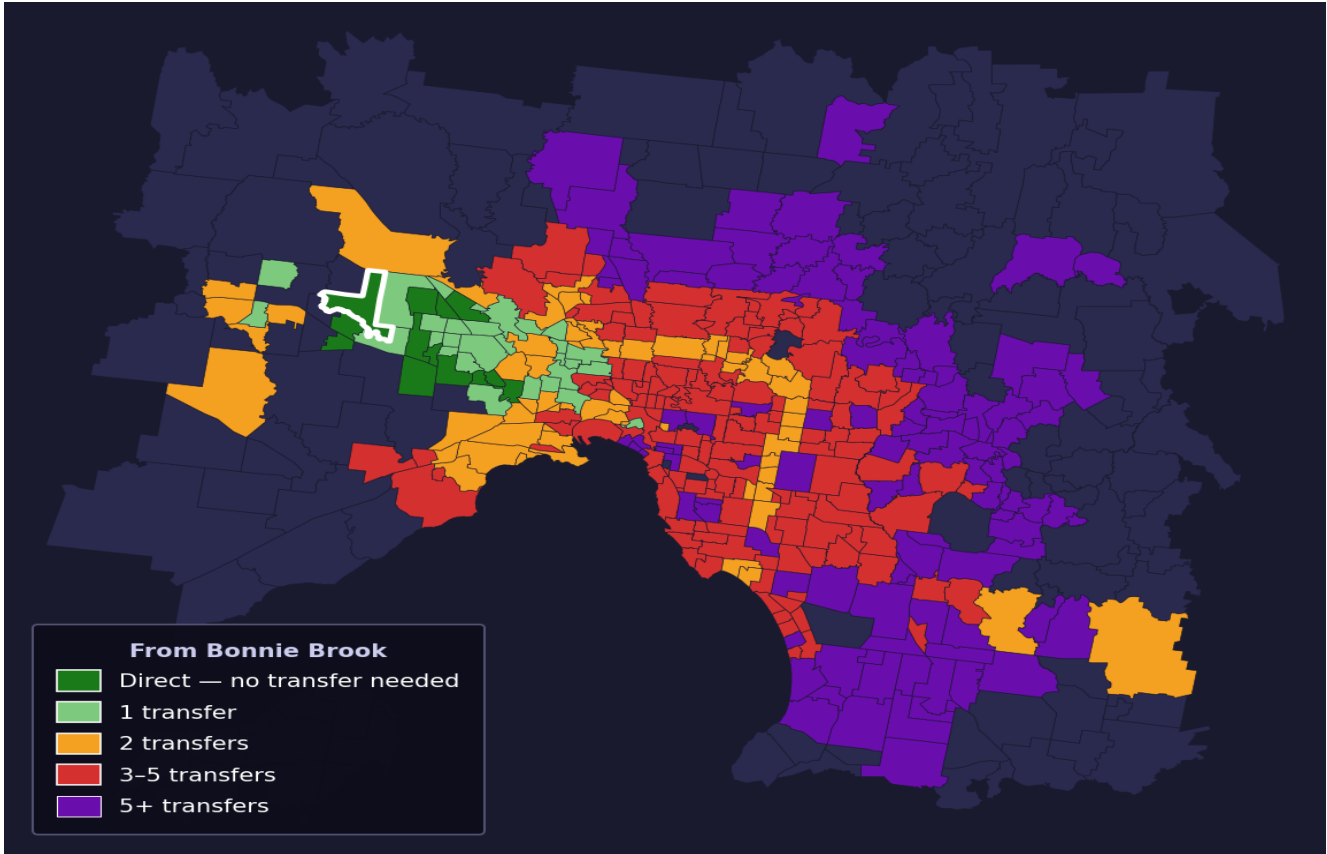 From Bonnie Brook
Direct — no transfer needed
1 transfer
2 transfers
3–5 transfers
5+ transfers